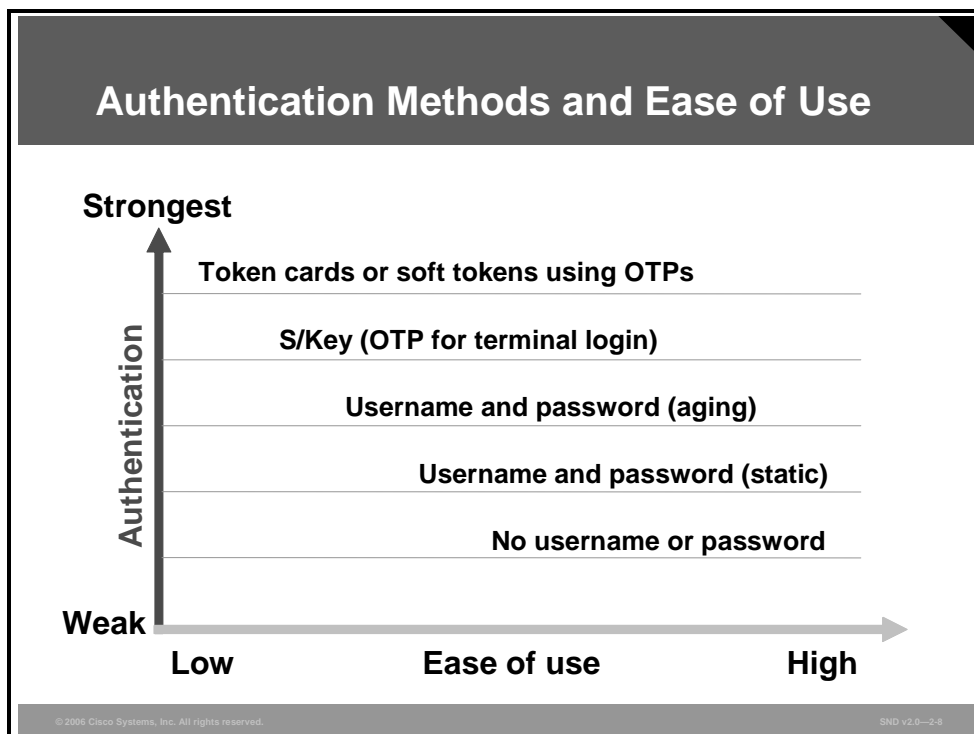 Authentication Methods and Ease of Use
Strongest
Token cards or soft tokens using OTPs
S/Key (OTP for terminal login)
Username and password (aging)
Username and password (static)
No username or password
Authentication
Weak
Low Ease of use High
© 2006 Cisco Systems, Inc. All rights reserved. SND v2.0—2-8